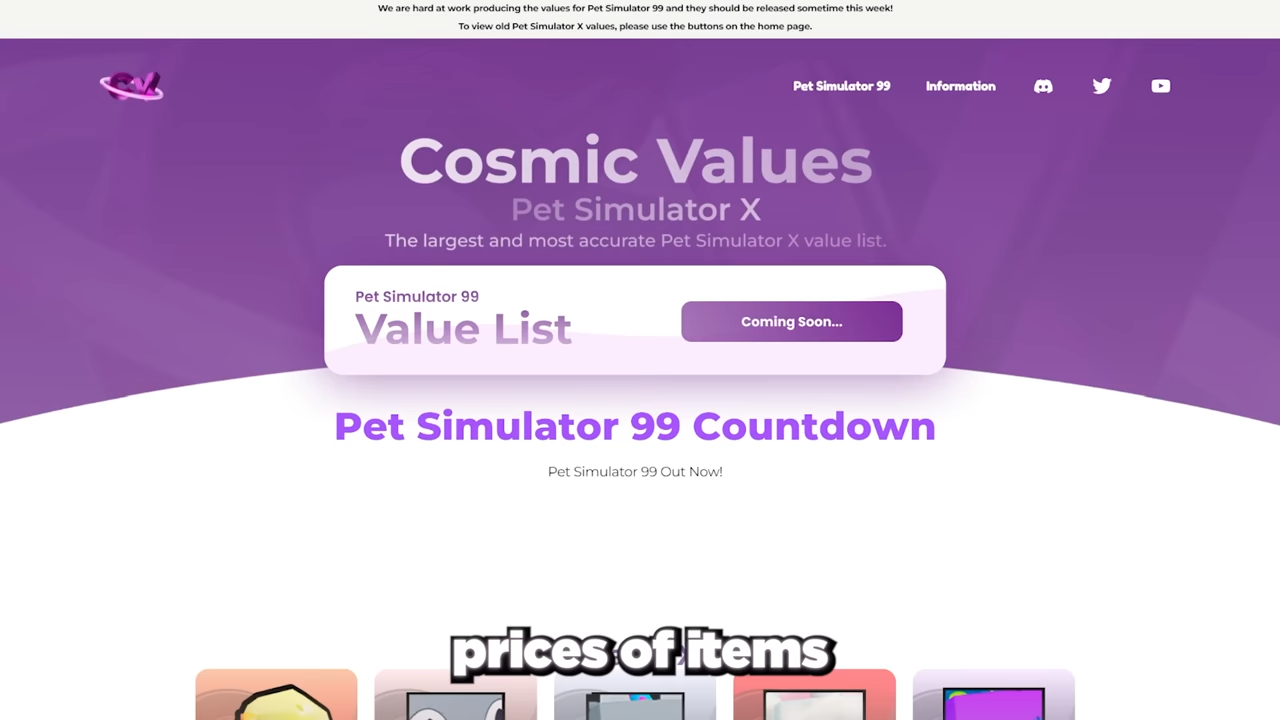 We are hard at work producing the values for Pet Simulator 99 and they should be released sometime this week!
To view old Pet Simulator X values, please use the buttons on the home page.
CV
Pet Simulator 99
Information
Cosmic Values
Pet Simulator X
The largest and most accurate Pet Simulator X value list.
Pet Simulator 99
Value List
Coming Soon...
Pet Simulator 99 Countdown
Pet Simulator 99 Out Now!
prices of items